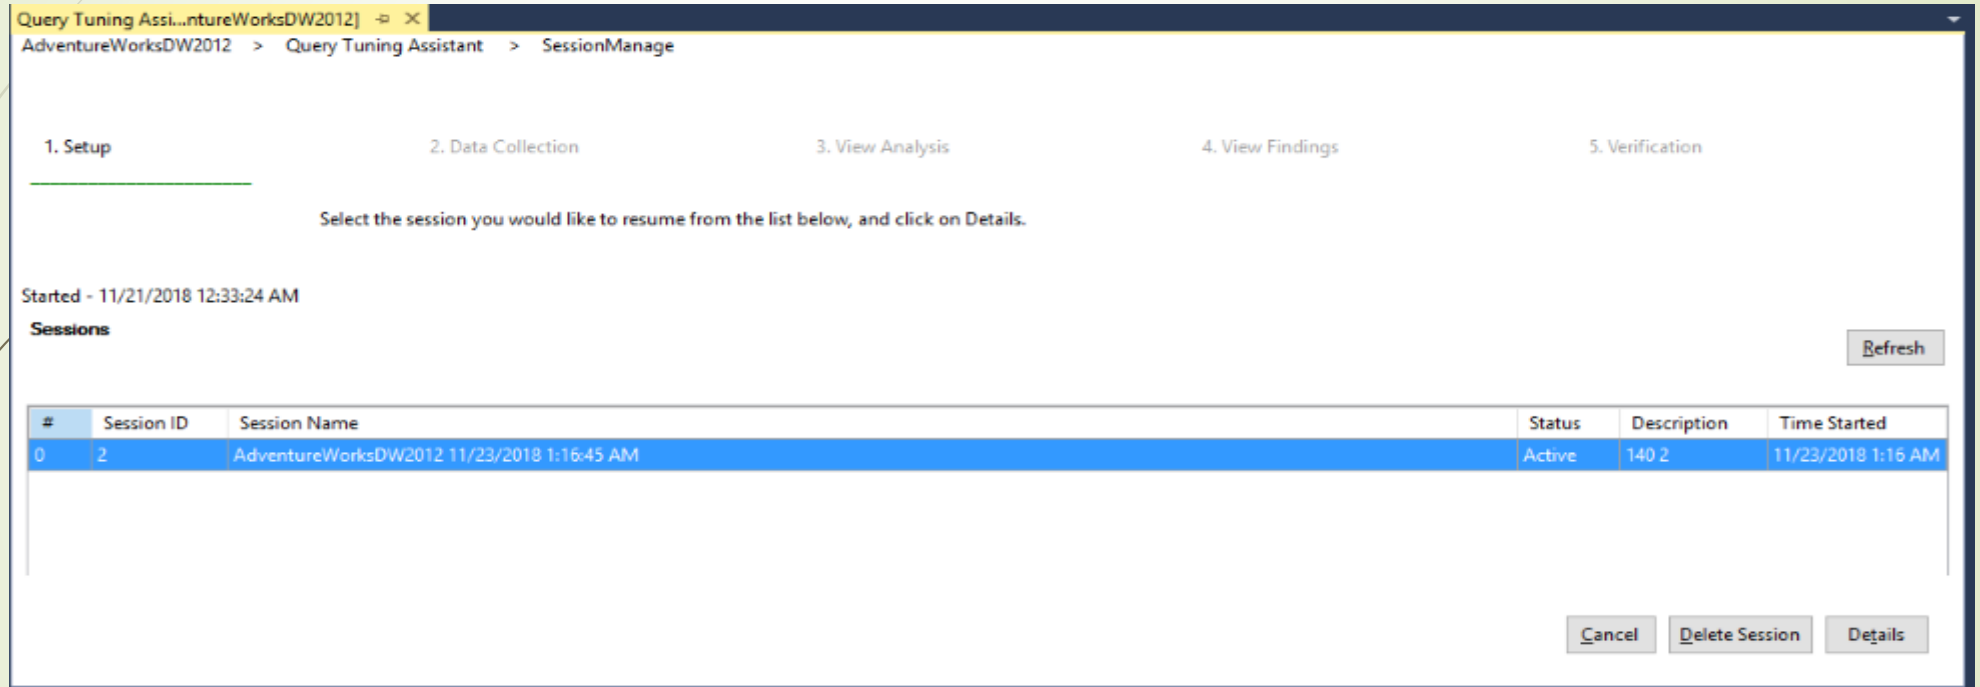 Query Tuning Assi...ntureWorksDW2012]
AdventureWorksDW2012 > Query Tuning Assistant > SessionManage
1. Setup 2. Data Collection 3. View Analysis 4. View Findings 5. Verification
Select the session you would like to resume from the list below, and click on Details.
Started - 11/21/2018 12:33:24 AM
Sessions
Refresh
# Session ID Session Name Status Description Time Started
0 2 AdventureWorksDW2012 11/23/2018 1:16:45 AM Active 140 2 11/23/2018 1:16 AM
Cancel Delete Session Details